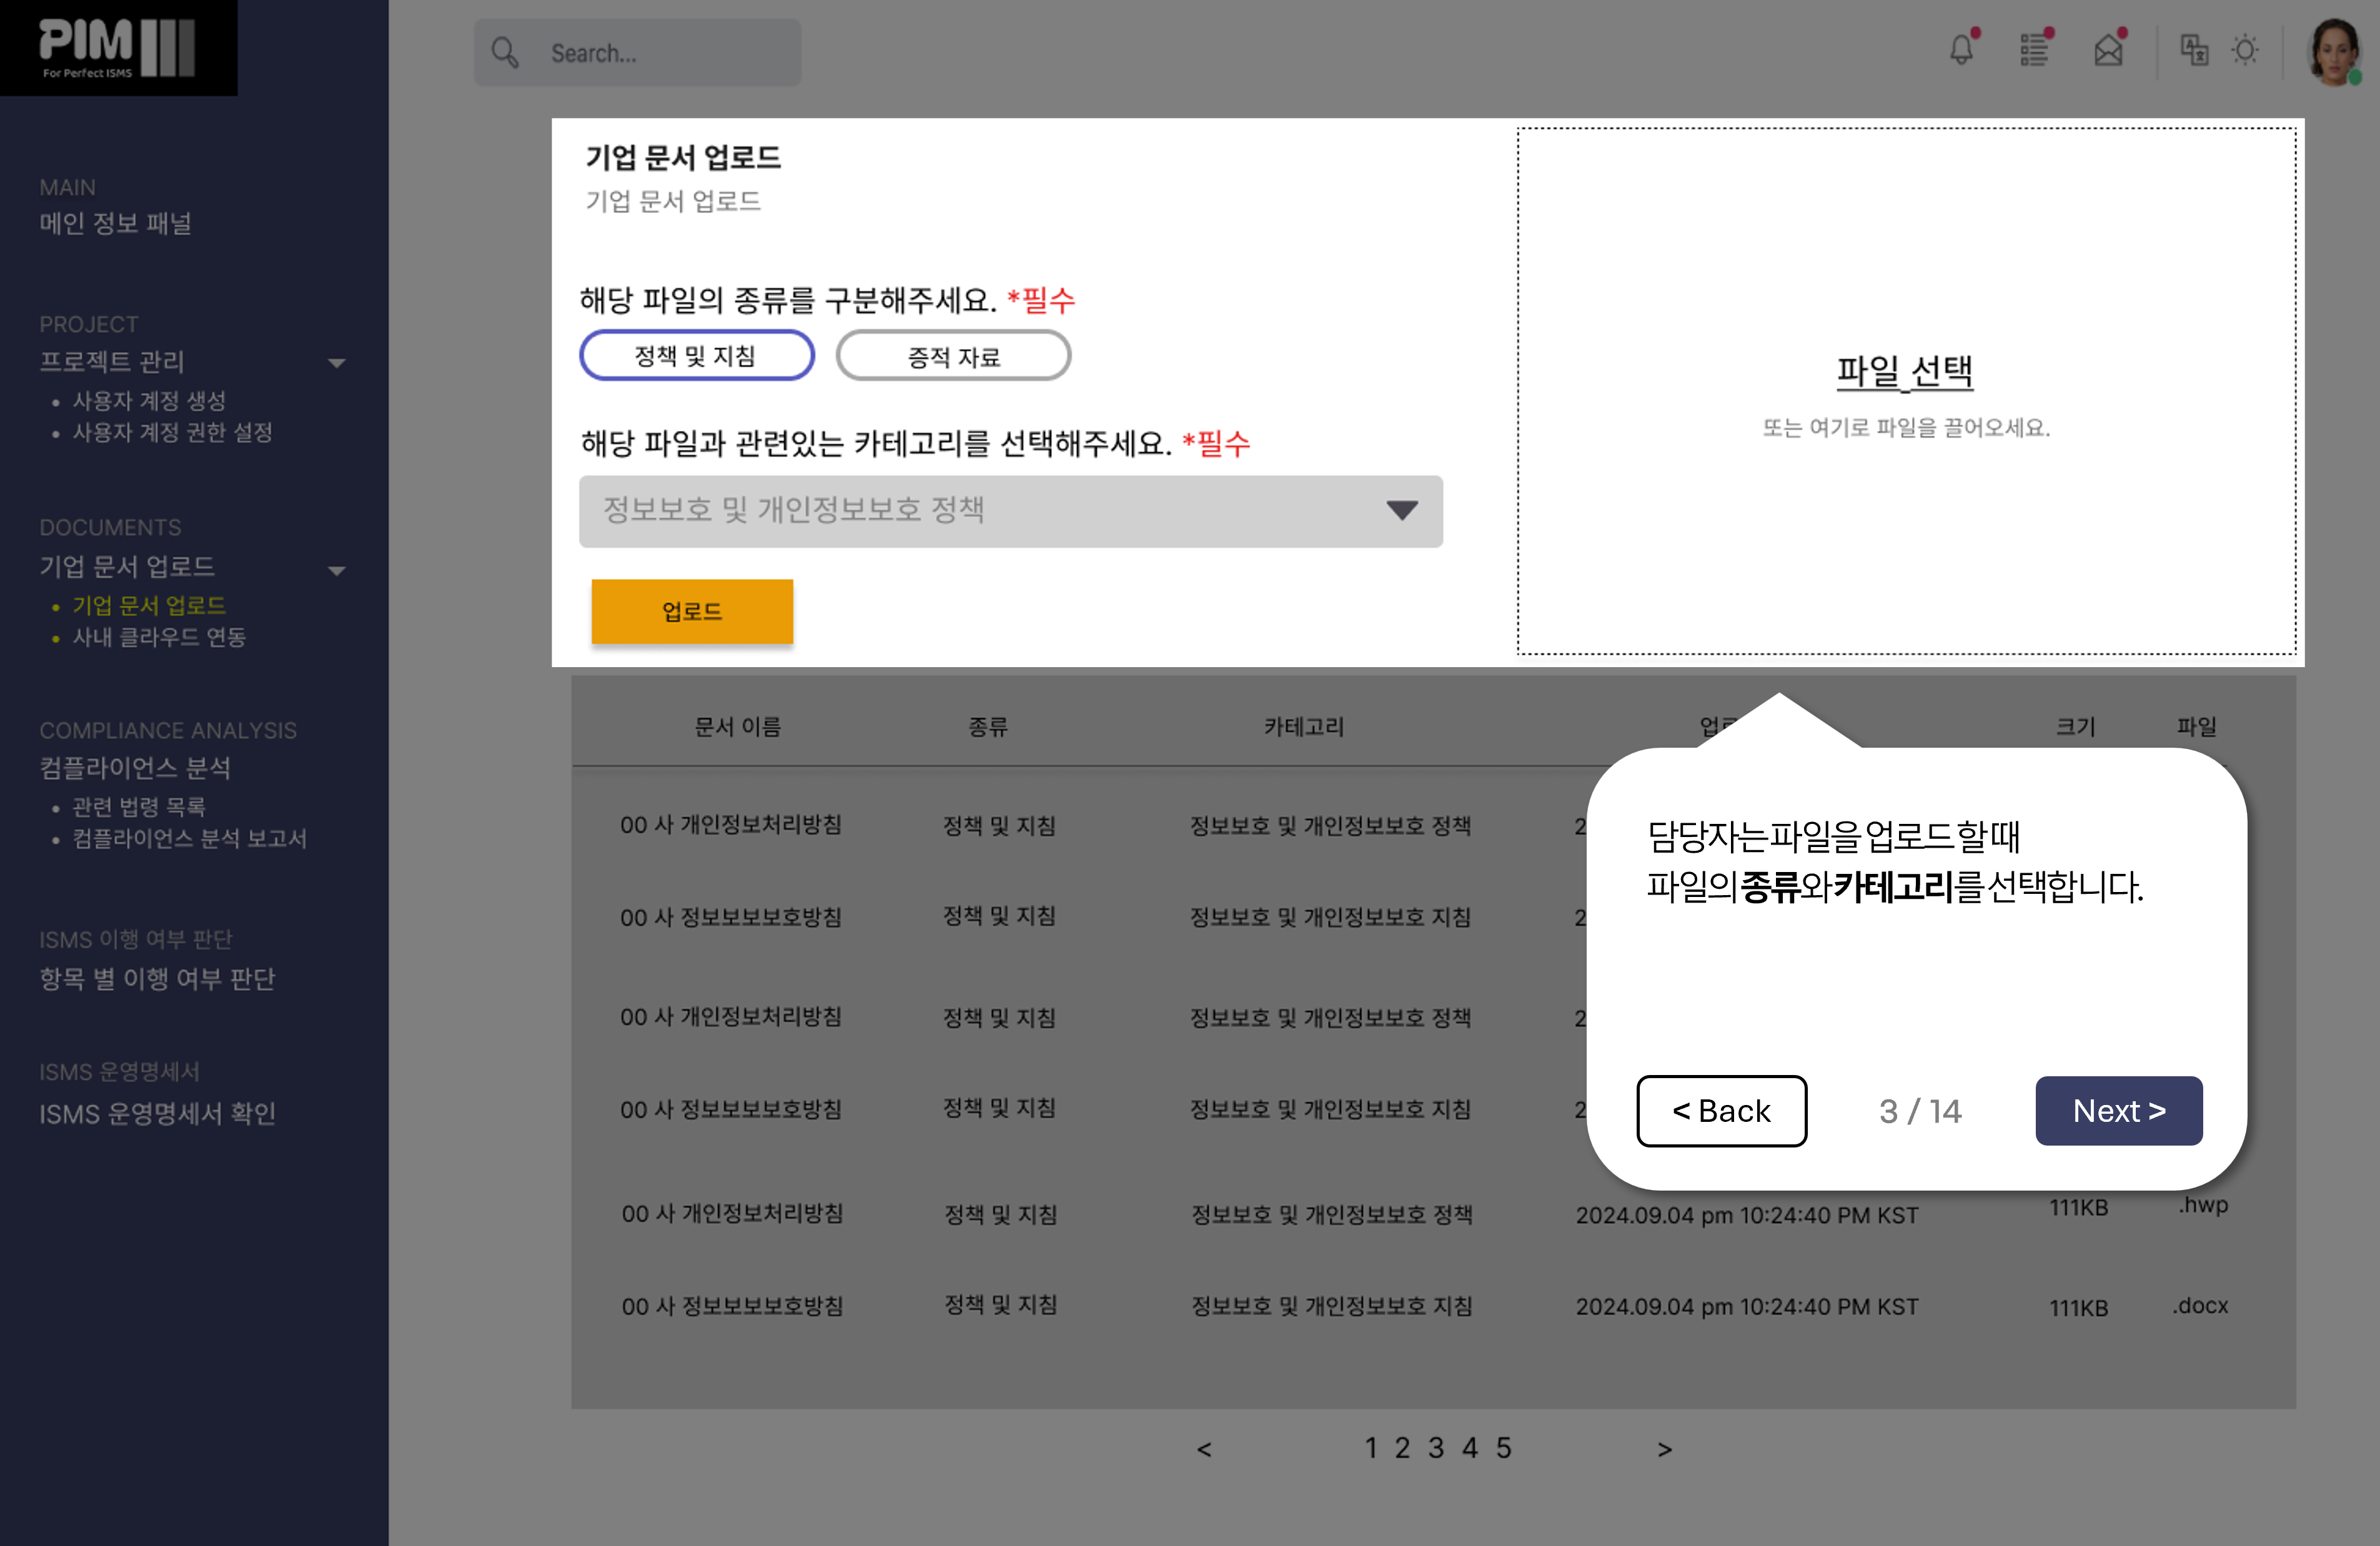 PIM
For Perfect ISMS
Search...
MAIN
메인 정보 패널
PROJECT
프로젝트 관리
• 사용자 계정 생성
• 사용자 계정 권한 설정
DOCUMENTS
기업 문서 업로드
• 기업 문서 업로드
• 사내 클라우드 연동
COMPLIANCE ANALYSIS
컴플라이언스 분석
• 관련 법령 목록
• 컴플라이언스 분석 보고서
ISMS 이행 여부 판단
항목 별 이행 여부 판단
ISMS 운영명세서
ISMS 운영명세서 확인
기업 문서 업로드
기업 문서 업로드
해당 파일의 종류를 구분해주세요. *필수
정책 및 지침 증적 자료
해당 파일과 관련있는 카테고리를 선택해주세요. *필수
정보보호 및 개인정보보호 정책
업로드
파일 선택
또는 여기로 파일을 끌어오세요.
문서 이름 종류 카테고리 크기 파일
00 사 개인정보처리방침 정책 및 지침 정보보호 및 개인정보보호 정책 2
00 사 정보보보보호방침 정책 및 지침 정보보호 및 개인정보보호 지침 2
00 사 개인정보처리방침 정책 및 지침 정보보호 및 개인정보보호 정책 2
00 사 정보보보보호방침 정책 및 지침 정보보호 및 개인정보보호 지침 2
00 사 개인정보처리방침 정책 및 지침 정보보호 및 개인정보보호 정책 2024.09.04 pm 10:24:40 PM KST 111KB .hwp
00 사 정보보보보호방침 정책 및 지침 정보보호 및 개인정보보호 지침 2024.09.04 pm 10:24:40 PM KST 111KB .docx
< 1 2 3 4 5 >
담당자는 파일을 업로드 할 때
파일의 종류와 카테고리를 선택합니다.
< Back 3 / 14 Next >